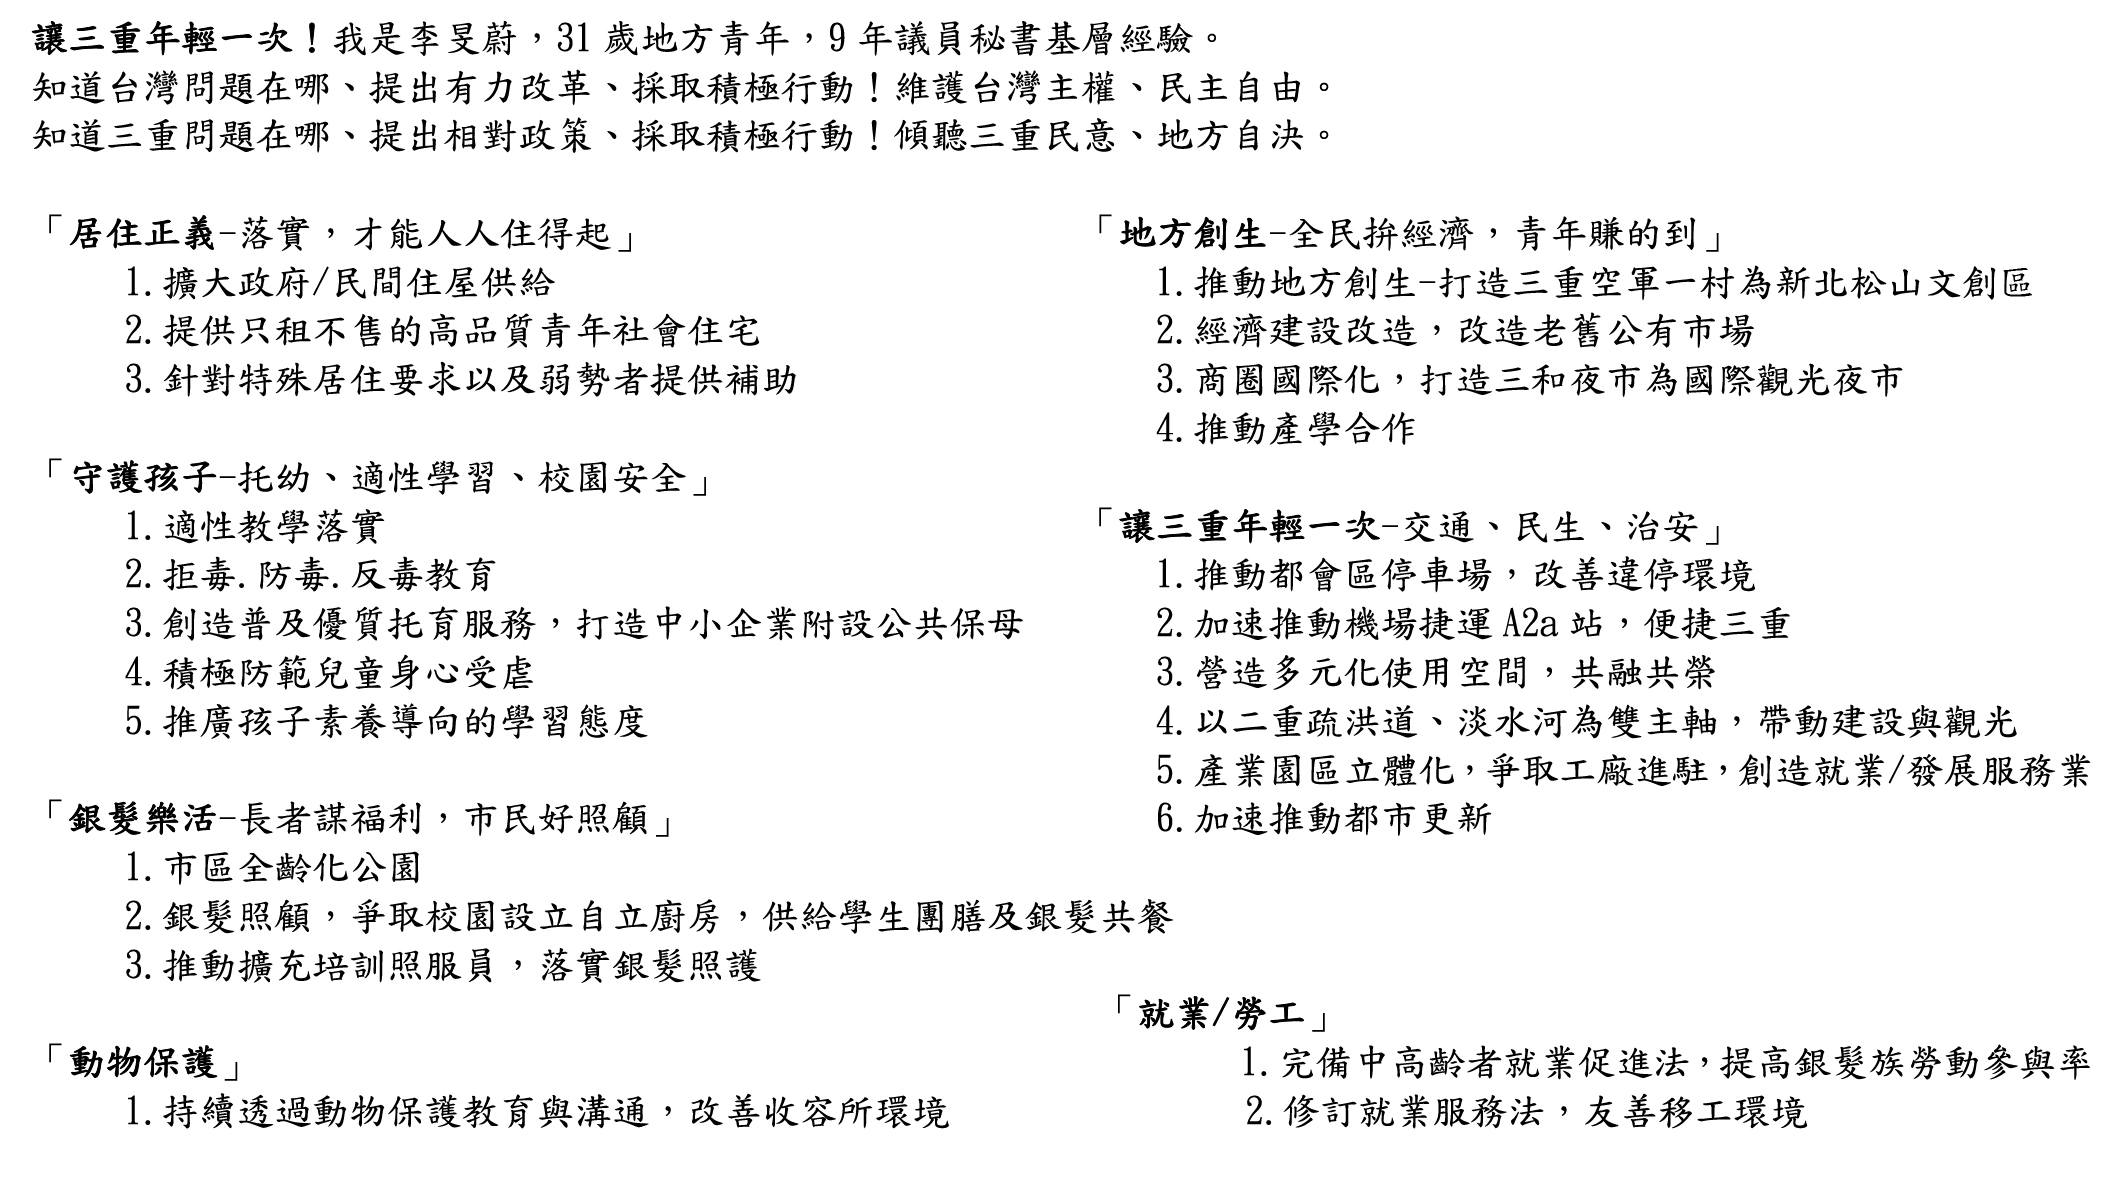 讓三重年輕一次！我是李旻蔚，31 歲地方青年，9 年議員秘書基層經驗。
知道台灣問題在哪、提出有力改革、採取積極行動！維護台灣主權、民主自由。
知道三重問題在哪、提出相對政策、採取積極行動！傾聽三重民意、地方自決。
「居住正義-落實，才能人人住得起」
1.擴大政府/民間住屋供給
2.提供只租不售的高品質青年社會住宅
3.針對特殊居住要求以及弱勢者提供補助
「守護孩子-托幼、適性學習、校園安全」
1.適性教學落實
2.拒毒.防毒.反毒教育
3.創造普及優質托育服務，打造中小企業附設公共保母
4.積極防範兒童身心受虐
5.推廣孩子素養導向的學習態度
「銀髮樂活-長者謀福利，市民好照顧」
1.市區全齡化公園
2.銀髮照顧，爭取校園設立自立廚房，供給學生團膳及銀髮共餐
3.推動擴充培訓照服員，落實銀髮照護
「動物保護」
1.持續透過動物保護教育與溝通，改善收容所環境
「地方創生-全民拚經濟，青年賺的到」
1.推動地方創生-打造三重空軍一村為新北松山文創區
2.經濟建設改造，改造老舊公有市場
3.商圈國際化，打造三和夜市為國際觀光夜市
4.推動產學合作
「讓三重年輕一次-交通、民生、治安」
1.推動都會區停車場，改善違停環境
2.加速推動機場捷運 A2a 站，便捷三重
3.營造多元化使用空間，共融共榮
4.以二重疏洪道、淡水河為雙主軸，帶動建設與觀光
5.產業園區立體化，爭取工廠進駐，創造就業/發展服務業
6.加速推動都市更新
「就業/勞工」
1.完備中高齡者就業促進法，提高銀髮族勞動參與率
2.修訂就業服務法，友善移工環境